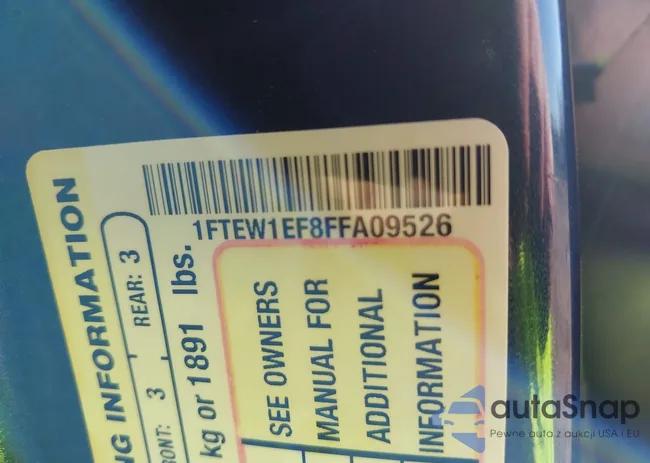 1FTEW1EF8FFA09526
NG INFORMATION
RONT: 3 REAR: 3
kg or 1891 lbs.
SEE OWNERS
MANUAL FOR
ADDITIONAL
INFORMATION
autaSnap
Pewne auta z aukcji USA i EU